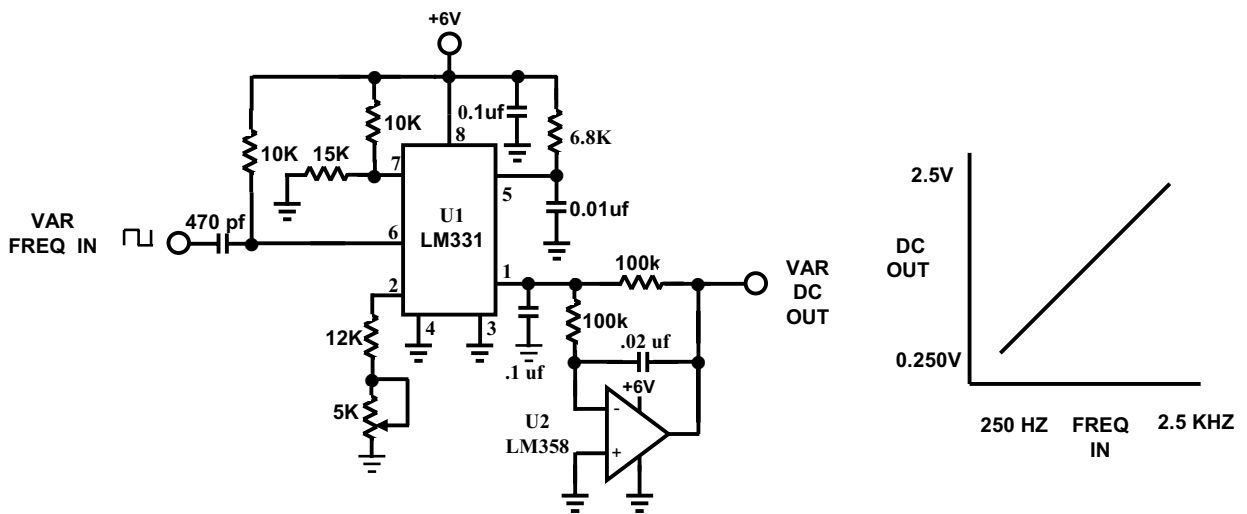 +6V
10K
0.1uf
6.8K
8
10K
15K
7
5
0.01uf
U1
LM331
VAR
FREQ IN
470 pf
6
2
1
100k
VAR
DC
OUT
12K
4
3
.1 uf
100k
.02 uf
+6V
5K
U2
LM358
-
+
2.5V
DC
OUT
0.250V
250 HZ
FREQ
IN
2.5 KHZ